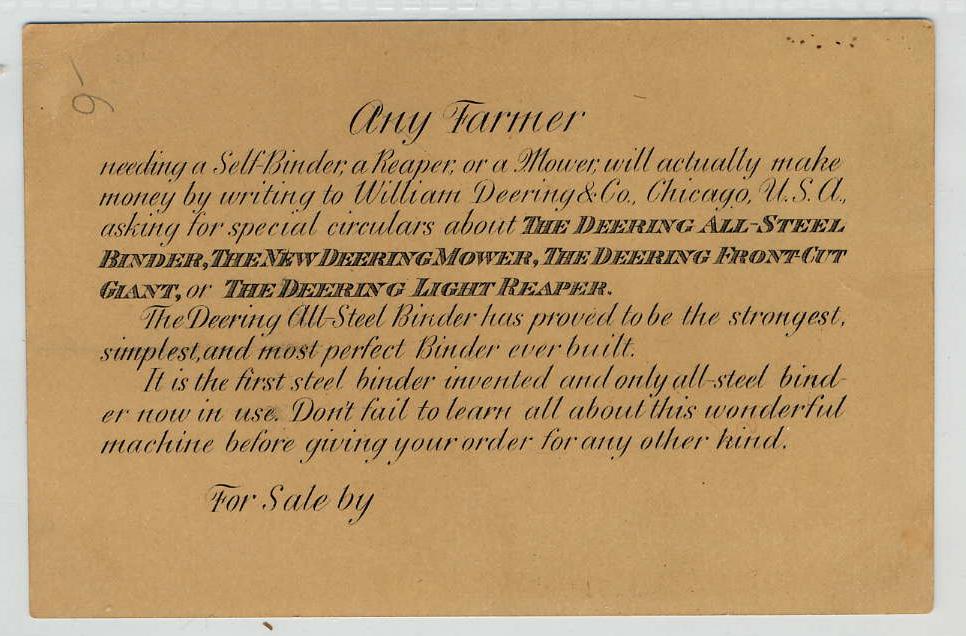 Any Farmer
needing a Self-Binder, a Reaper, or a Mower, will actually make
money by writing to William Deering & Co., Chicago, U.S.A.,
asking for special circulars about THE DEERING ALL-STEEL
BINDER, THE NEW DEERING MOWER, THE DEERING FRONT-CUT
GIANT, or THE DEERING LIGHT REAPER.
The Deering All-Steel Binder has proved to be the strongest,
simplest, and most perfect Binder ever built.
It is the first steel binder invented and only all-steel bind-
er now in use. Don't fail to learn all about this wonderful
machine before giving your order for any other kind.
For Sale by